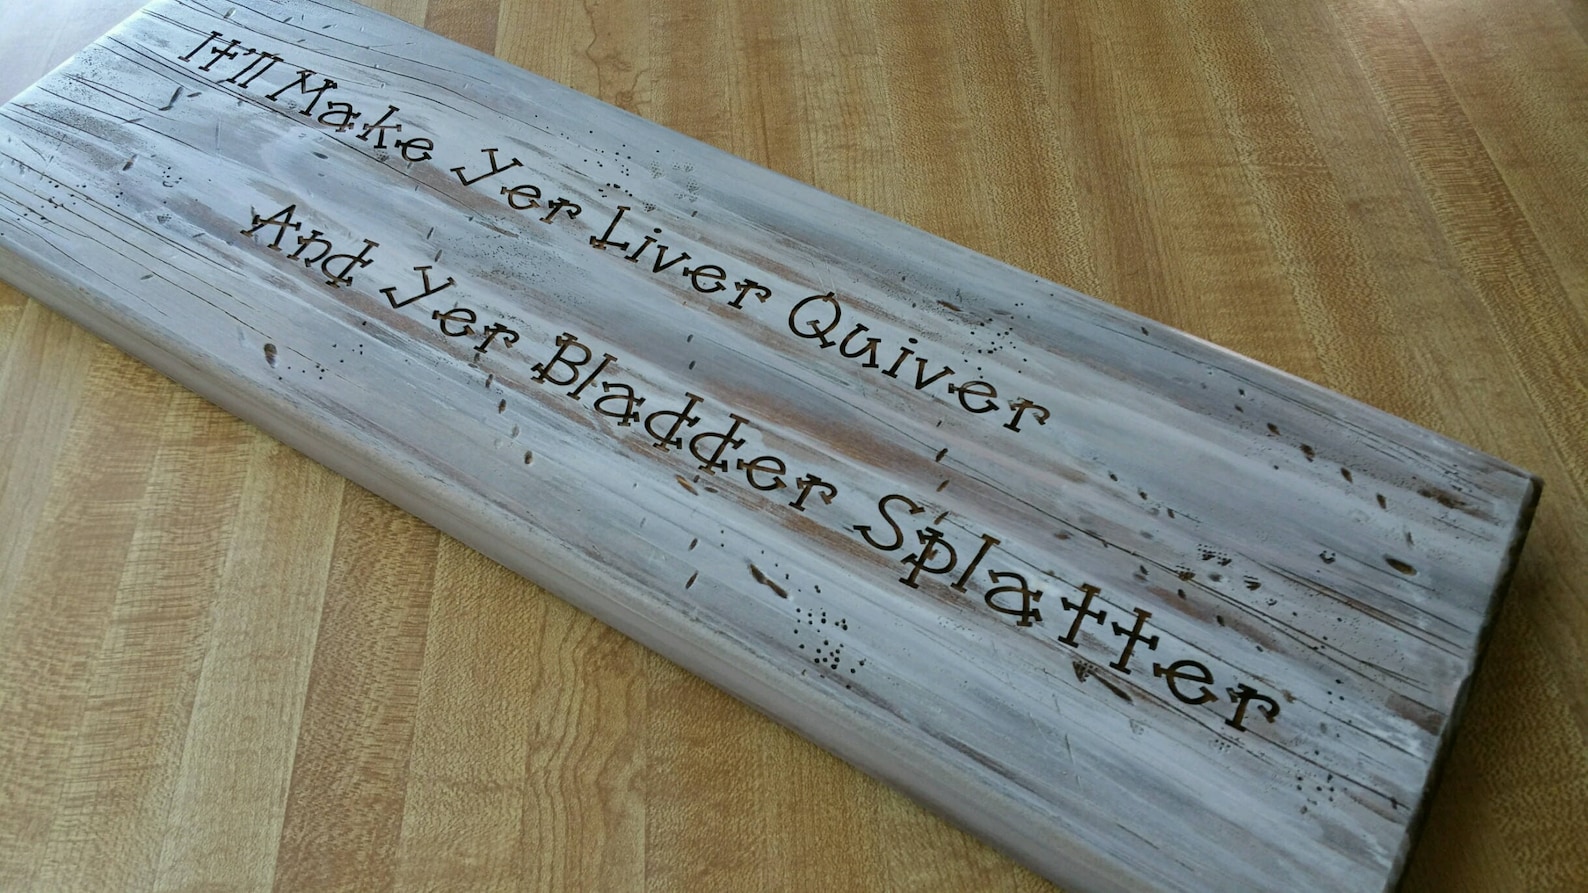 It'll Make Yer Liver Quiver
And Yer Bladder Splatter